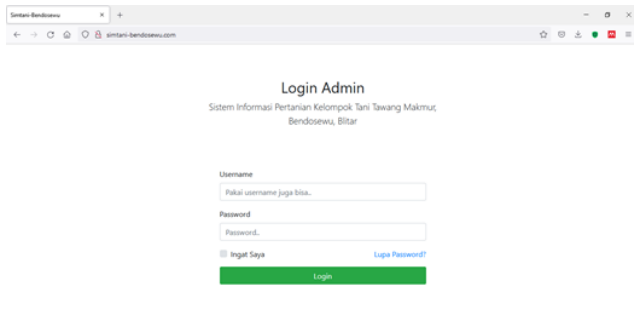 Simtani-Bendosewu
simtani-bendosewu.com
Login Admin
Sistem Informasi Pertanian Kelompok Tani Tawang Makmur,
Bendosewu, Blitar
Username
Pakai username juga bisa..
Password
Password..
Ingat Saya
Lupa Password?
Login